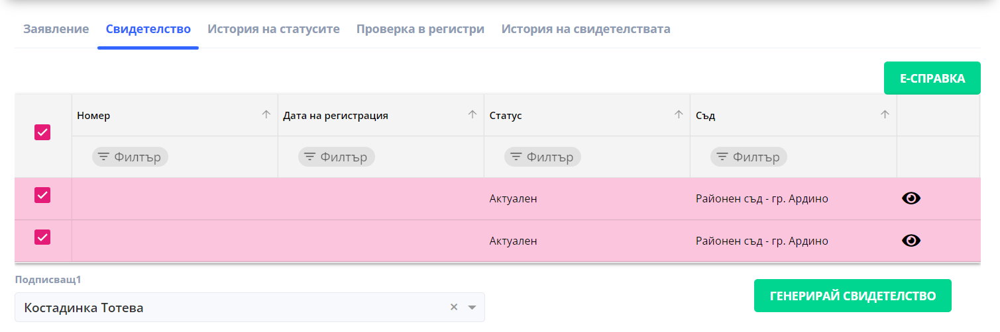 Заявление Свидетелство История на статусите Проверка в регистри История на свидетелствата
Е-СПРАВКА
Номер Дата на регистрация Статус Съд
Филтър Филтър Филтър Филтър
Актуален Районен съд - гр. Ардино
Актуален Районен съд - гр. Ардино
Подписващ1
Костадинка Тотева
ГЕНЕРИРАЙ СВИДЕТЕЛСТВО